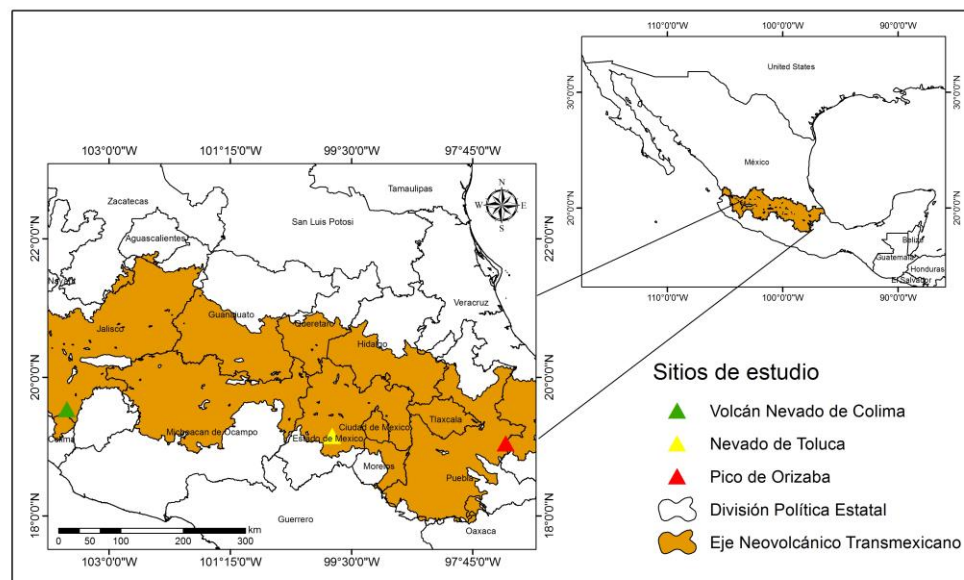 110°0'0"W 100°0'0"W 90°0'0"W
United States
30°0'0"N
30°0'0"N
México
20°0'0"N
20°0'0"N
Belize
Guatemala
Honduras
El Salvador
110°0'0"W 100°0'0"W 90°0'0"W
103°0'0"W 101°15'0"W 99°30'0"W 97°45'0"W
Tamaulipas
N
W E
S
Zacatecas
San Luis Potosi
22°0'0"N
22°0'0"N
Aguascalientes
Nayarit
Veracruz
Guanajuato
Queretaro
Jalisco
Hidalgo
20°0'0"N
20°0'0"N
Tlaxcala
Ciudad de Mexico
Michoacan de Ocampo
Estado de Mexico
Colima
Morelos
Puebla
18°0'0"N
18°0'0"N
Guerrero
Oaxaca
km
0 50 100 200 300
103°0'0"W 101°15'0"W 99°30'0"W 97°45'0"W
Sitios de estudio
Volcán Nevado de Colima
Nevado de Toluca
Pico de Orizaba
División Política Estatal
Eje Neovolcánico Transmexicano